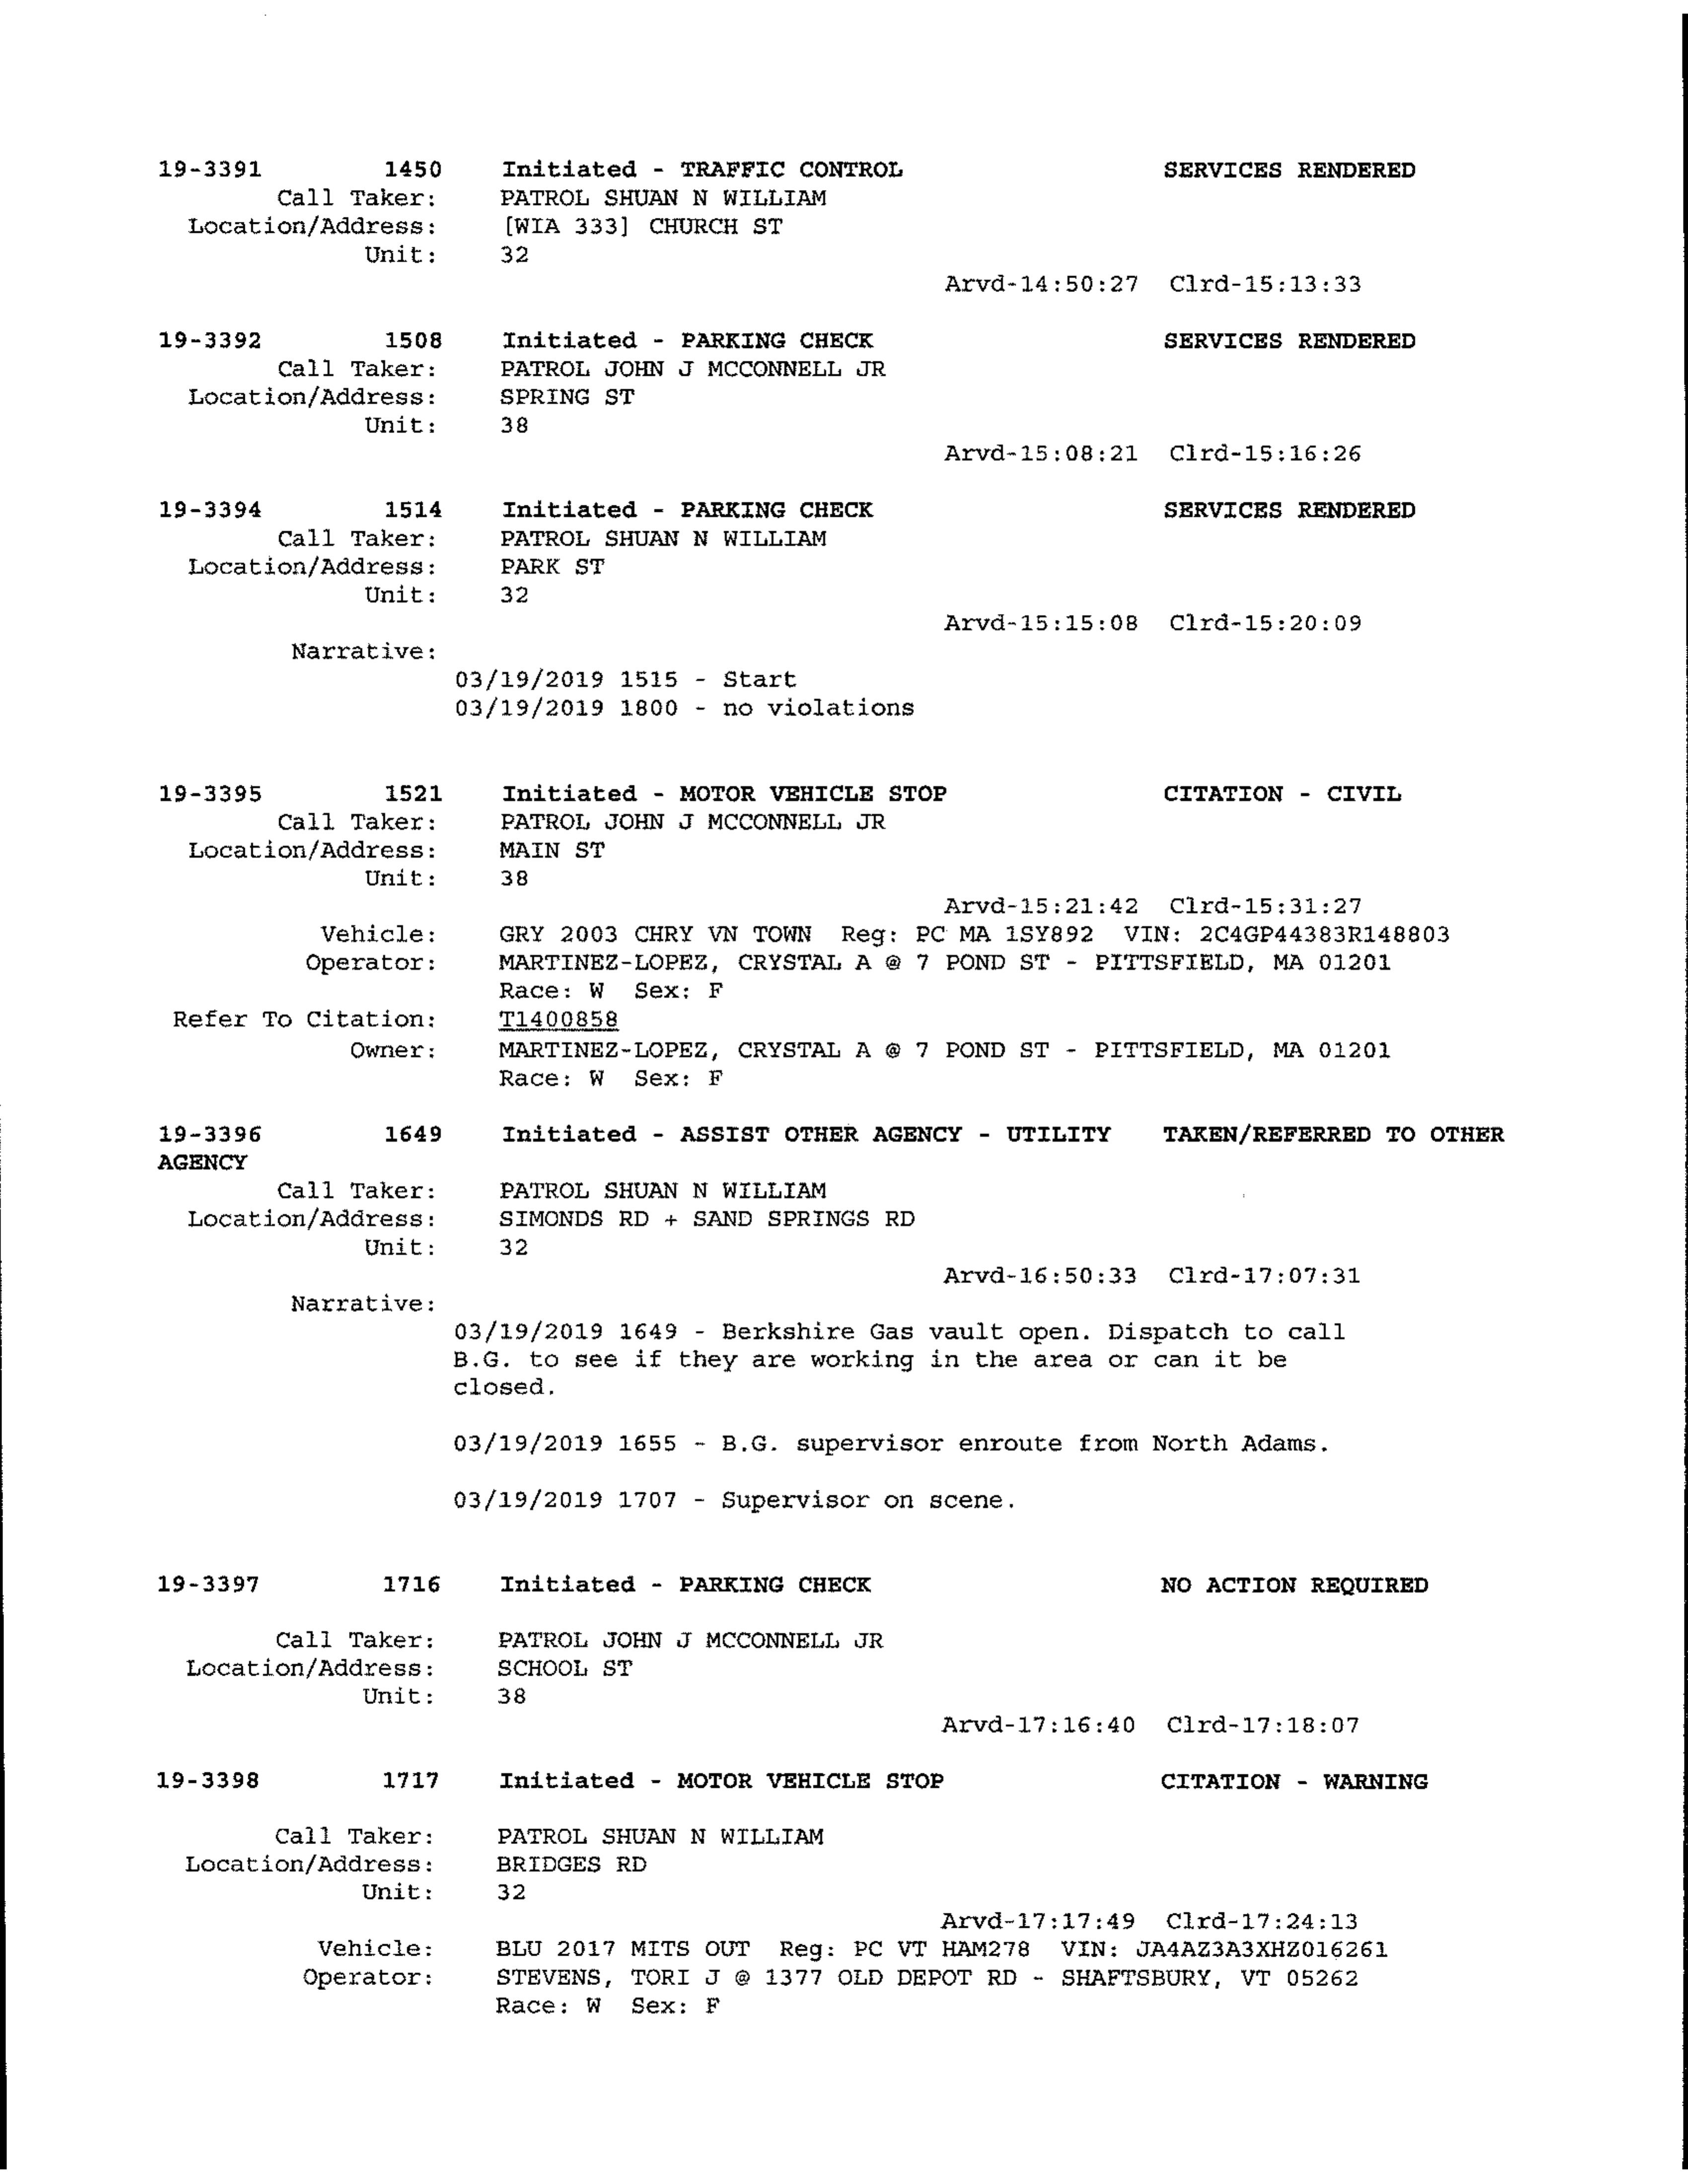 19-3391 1450 Initiated - TRAFFIC CONTROL SERVICES RENDERED
Call Taker: PATROL SHUAN N WILLIAM
Location/Address: [WIA 333] CHURCH ST
Unit: 32
Arvd-14:50:27 Clrd-15:13:33
19-3392 1508 Initiated - PARKING CHECK SERVICES RENDERED
Call Taker: PATROL JOHN J MCCONNELL JR
Location/Address: SPRING ST
Unit: 38
Arvd-15:08:21 Clrd-15:16:26
19-3394 1514 Initiated - PARKING CHECK SERVICES RENDERED
Call Taker: PATROL SHUAN N WILLIAM
Location/Address: PARK ST
Unit: 32
Arvd-15:15:08 Clrd-15:20:09
Narrative:
03/19/2019 1515 - Start
03/19/2019 1800 - no violations
19-3395 1521 Initiated - MOTOR VEHICLE STOP CITATION - CIVIL
Call Taker: PATROL JOHN J MCCONNELL JR
Location/Address: MAIN ST
Unit: 38
Arvd-15:21:42 Clrd-15:31:27
Vehicle: GRY 2003 CHRY VN TOWN Reg: PC MA 1SY892 VIN: 2C4GP44383R148803
Operator: MARTINEZ-LOPEZ, CRYSTAL A @ 7 POND ST - PITTSFIELD, MA 01201
Race: W Sex: F
Refer To Citation: T1400858
Owner: MARTINEZ-LOPEZ, CRYSTAL A @ 7 POND ST - PITTSFIELD, MA 01201
Race: W Sex: F
19-3396 1649 Initiated - ASSIST OTHER AGENCY - UTILITY TAKEN/REFERRED TO OTHER
AGENCY
Call Taker: PATROL SHUAN N WILLIAM
Location/Address: SIMONDS RD + SAND SPRINGS RD
Unit: 32
Arvd-16:50:33 Clrd-17:07:31
Narrative:
03/19/2019 1649 - Berkshire Gas vault open. Dispatch to call
B.G. to see if they are working in the area or can it be
closed.
03/19/2019 1655 - B.G. supervisor enroute from North Adams.
03/19/2019 1707 - Supervisor on scene.
19-3397 1716 Initiated - PARKING CHECK NO ACTION REQUIRED
Call Taker: PATROL JOHN J MCCONNELL JR
Location/Address: SCHOOL ST
Unit: 38
Arvd-17:16:40 Clrd-17:18:07
19-3398 1717 Initiated - MOTOR VEHICLE STOP CITATION - WARNING
Call Taker: PATROL SHUAN N WILLIAM
Location/Address: BRIDGES RD
Unit: 32
Arvd-17:17:49 Clrd-17:24:13
Vehicle: BLU 2017 MITS OUT Reg: PC VT HAM278 VIN: JA4AZ3A3XHZ016261
Operator: STEVENS, TORI J @ 1377 OLD DEPOT RD - SHAFTSBURY, VT 05262
Race: W Sex: F